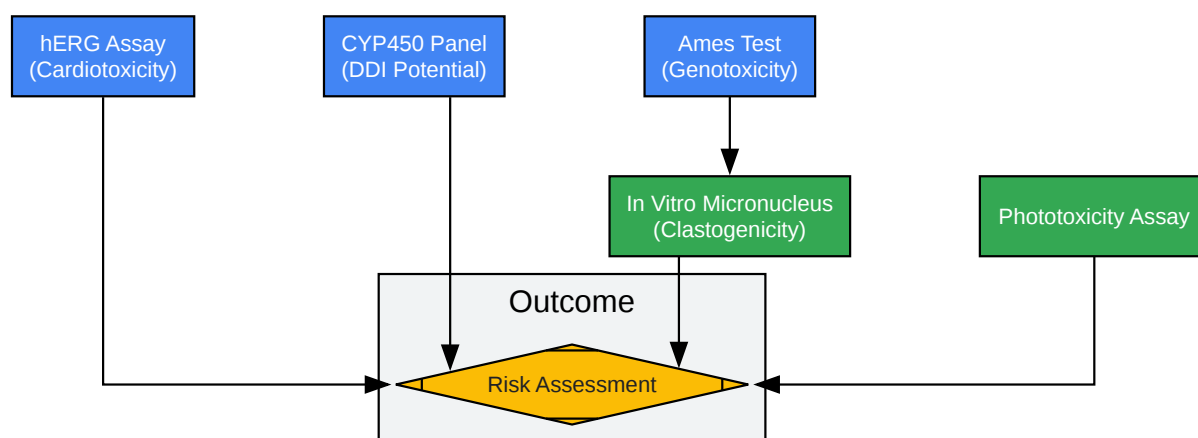 hERG Assay
(Cardiotoxicity)
CYP450 Panel
(DDI Potential)
Ames Test
(Genotoxicity)
In Vitro Micronucleus
(Clastogenicity)
Phototoxicity Assay
Outcome
Risk Assessment